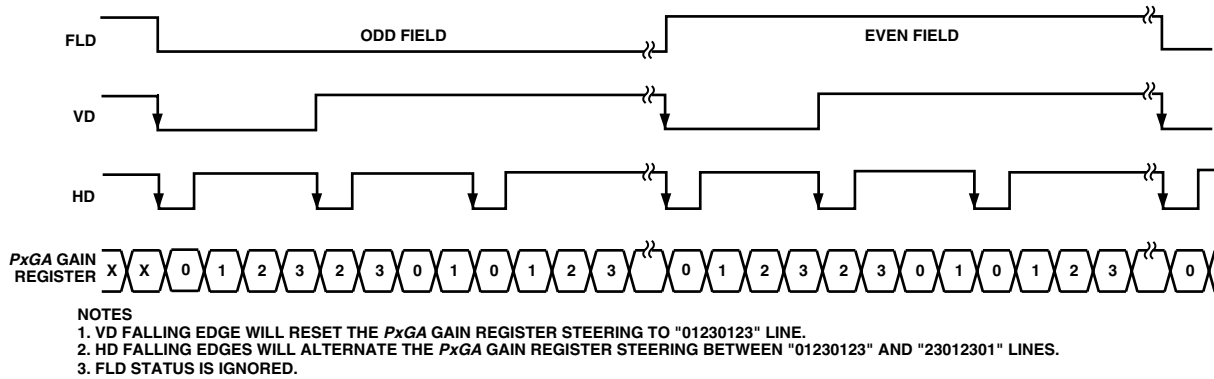 FLD ODD FIELD EVEN FIELD
VD
HD
PxGA GAIN
REGISTER X X 0 1 2 3 2 3 0 1 0 1 2 3 0 1 2 3 2 3 0 1 0 1 2 3 0
NOTES
1. VD FALLING EDGE WILL RESET THE PxGA GAIN REGISTER STEERING TO "01230123" LINE.
2. HD FALLING EDGES WILL ALTERNATE THE PxGA GAIN REGISTER STEERING BETWEEN "01230123" AND "23012301" LINES.
3. FLD STATUS IS IGNORED.